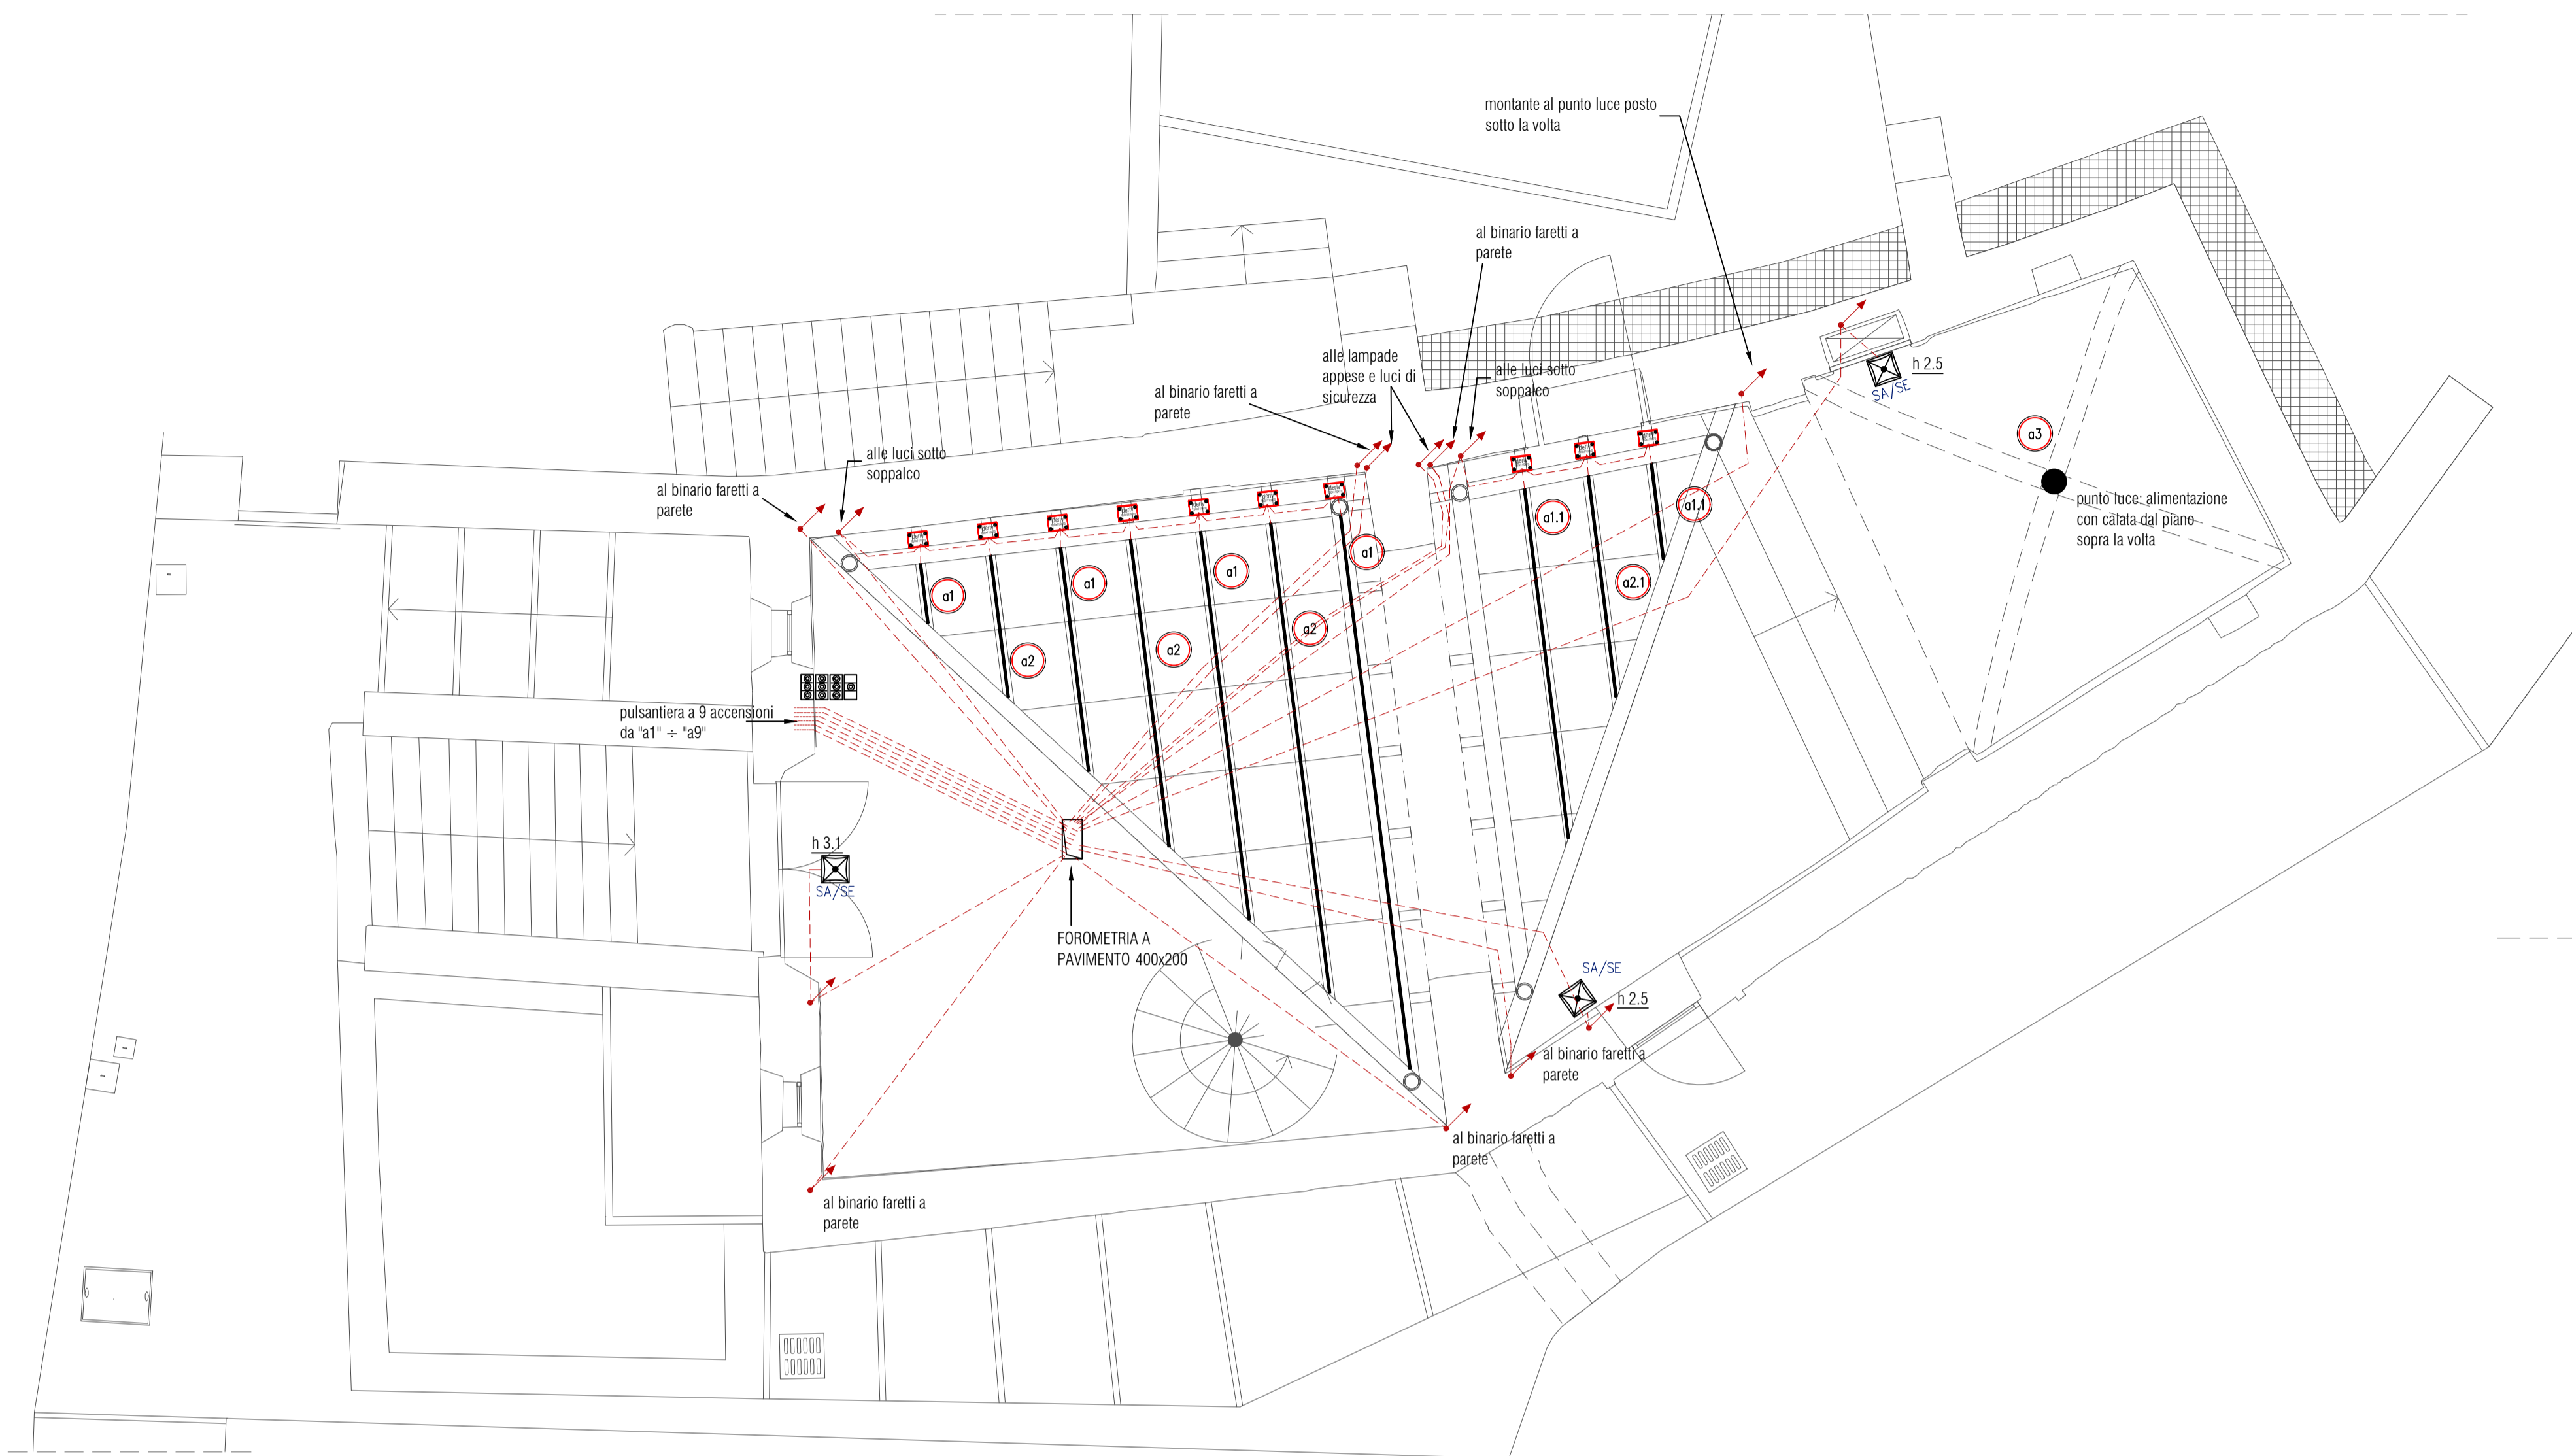 montante al punto luce posto
sotto la volta
al binario faretti a
parete
alle lampade
appese e luci di
sicurezza
alle luci sotto
soppalco
al binario faretti a
parete
h 2.5
SA/SE
a3
punto luce: alimentazione
con calata dal piano
sopra la volta
alle luci sotto
soppalco
al binario faretti a
parete
a1
a1
a1
a1
a1.1
a1.1
a2
a2
a2
a2.1
pulsantiera a 9 accensioni
da "a1" ÷ "a9"
h 3.1
SA/SE
FOROMETRIA A
PAVIMENTO 400x200
SA/SE
h 2.5
al binario faretti a
parete
al binario faretti a
parete
al binario faretti a
parete